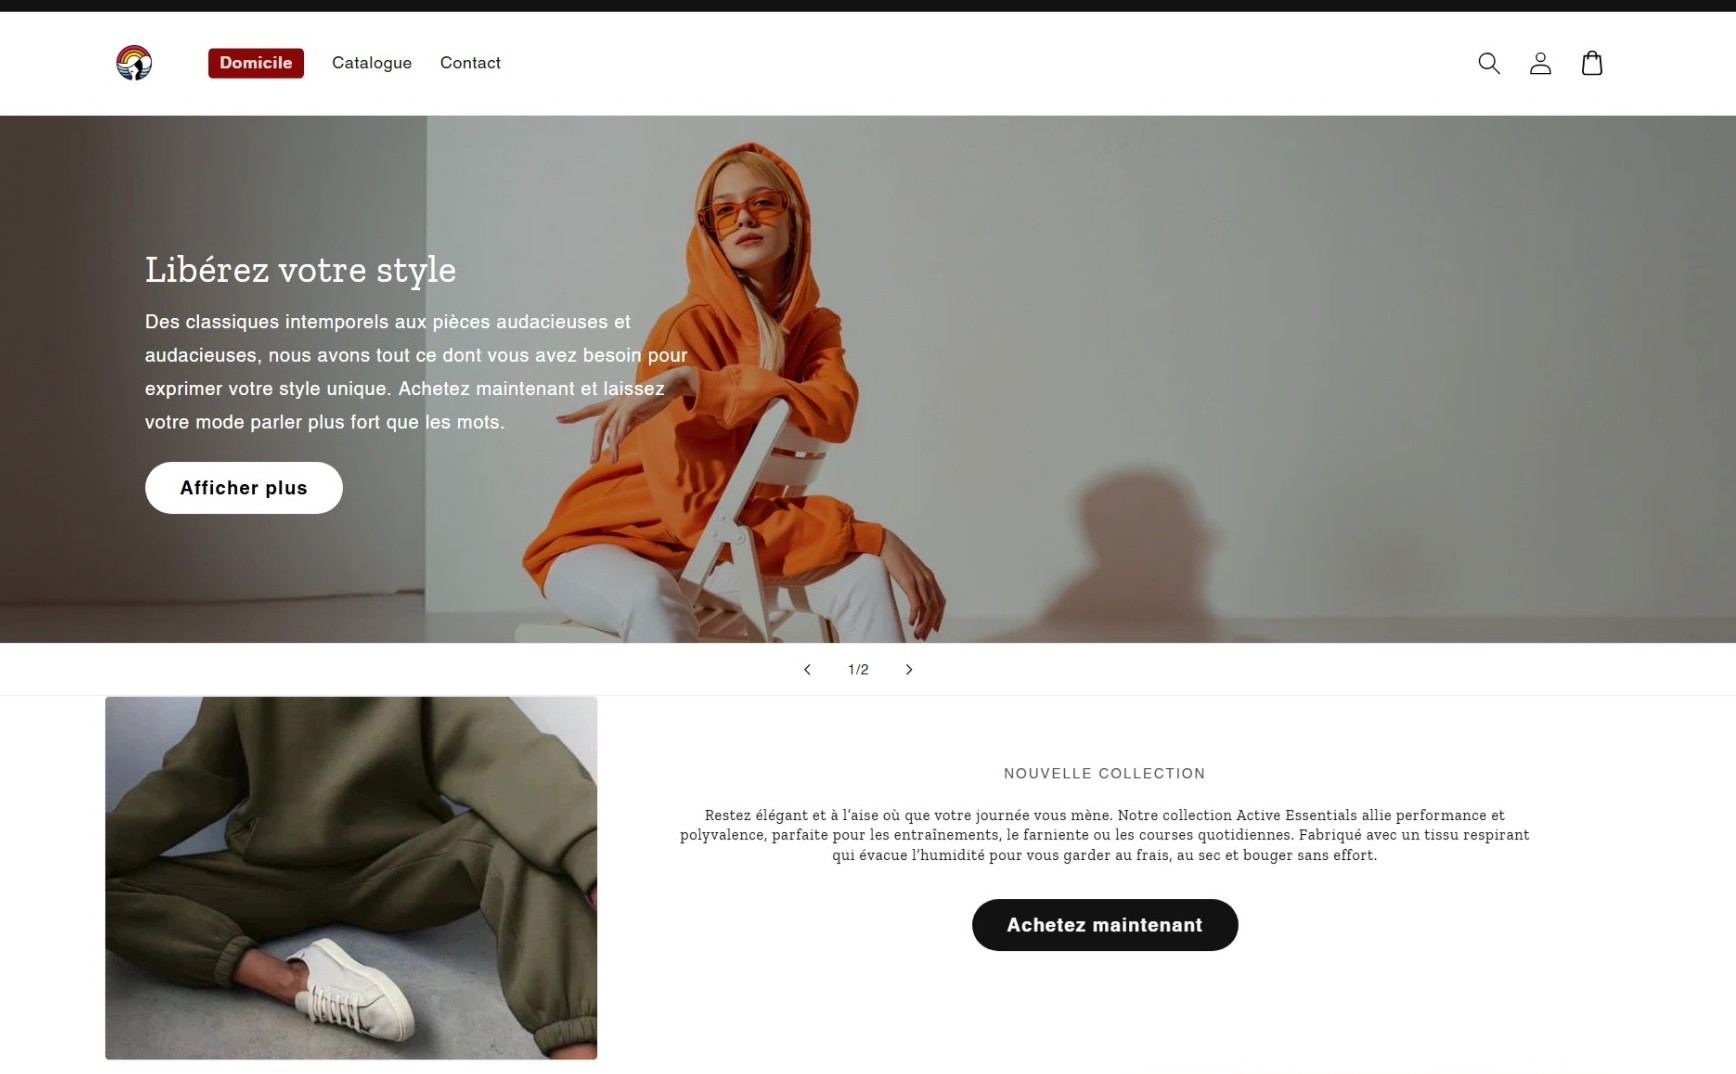 Domicile
Catalogue
Contact
Libérez votre style
Des classiques intemporels aux pièces audacieuses et
audacieuses, nous avons tout ce dont vous avez besoin pour
exprimer votre style unique. Achetez maintenant et laissez
votre mode parler plus fort que les mots.
Afficher plus
1/2
NOUVELLE COLLECTION
Restez élégant et à l’aise où que votre journée vous mène. Notre collection Active Essentials allie performance et
polyvalence, parfaite pour les entraînements, le farniente ou les courses quotidiennes. Fabriqué avec un tissu respirant
qui évacue l’humidité pour vous garder au frais, au sec et bouger sans effort.
Achetez maintenant